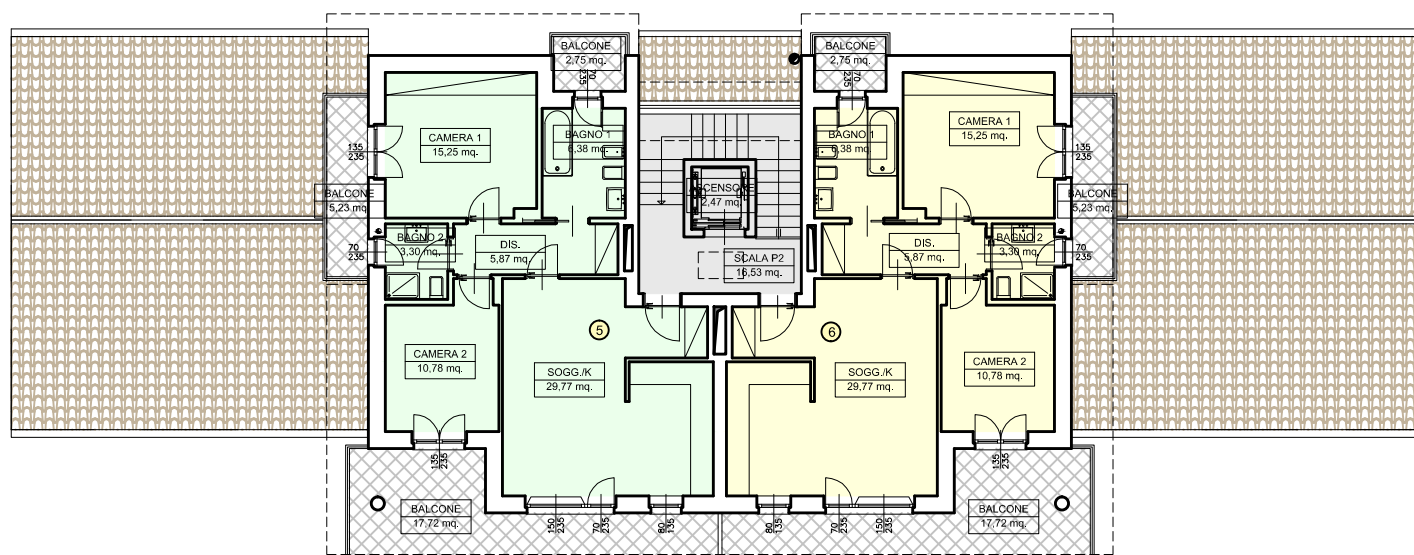 BALCONE
2,75 mq.
70
235
BALCONE
2,75 mq.
70
235
CAMERA 1
15,25 mq.
135
235
BAGNO 1
6,38 mq.
BAGNO 1
6,38 mq.
CAMERA 1
15,25 mq.
135
235
BALCONE
5,23 mq.
ASCENSORE
2,47 mq.
BALCONE
5,23 mq.
BAGNO 2
3,30 mq.
70
235
DIS.
5,87 mq.
SCALA P2
16,53 mq.
DIS.
5,87 mq.
BAGNO 2
3,30 mq.
70
235
5
6
CAMERA 2
10,78 mq.
SOGG./K
29,77 mq.
SOGG./K
29,77 mq.
CAMERA 2
10,78 mq.
135
235
135
235
BALCONE
17,72 mq.
150
235
70
235
80
135
80
135
70
235
150
235
BALCONE
17,72 mq.